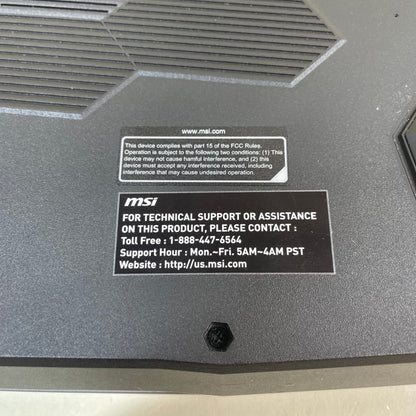 www.msi.com
This device complies with part 15 of the FCC Rules.
Operation is subject to the following two conditions: (1) This
device may not cause harmful interference, and (2) this
device must accept any interference received, including
interference that may cause undesired operation.
msi
FOR TECHNICAL SUPPORT OR ASSISTANCE
ON THIS PRODUCT, PLEASE CONTACT :
Toll Free : 1-888-447-6564
Support Hour : Mon.~Fri. 5AM~4AM PST
Website : http://us.msi.com